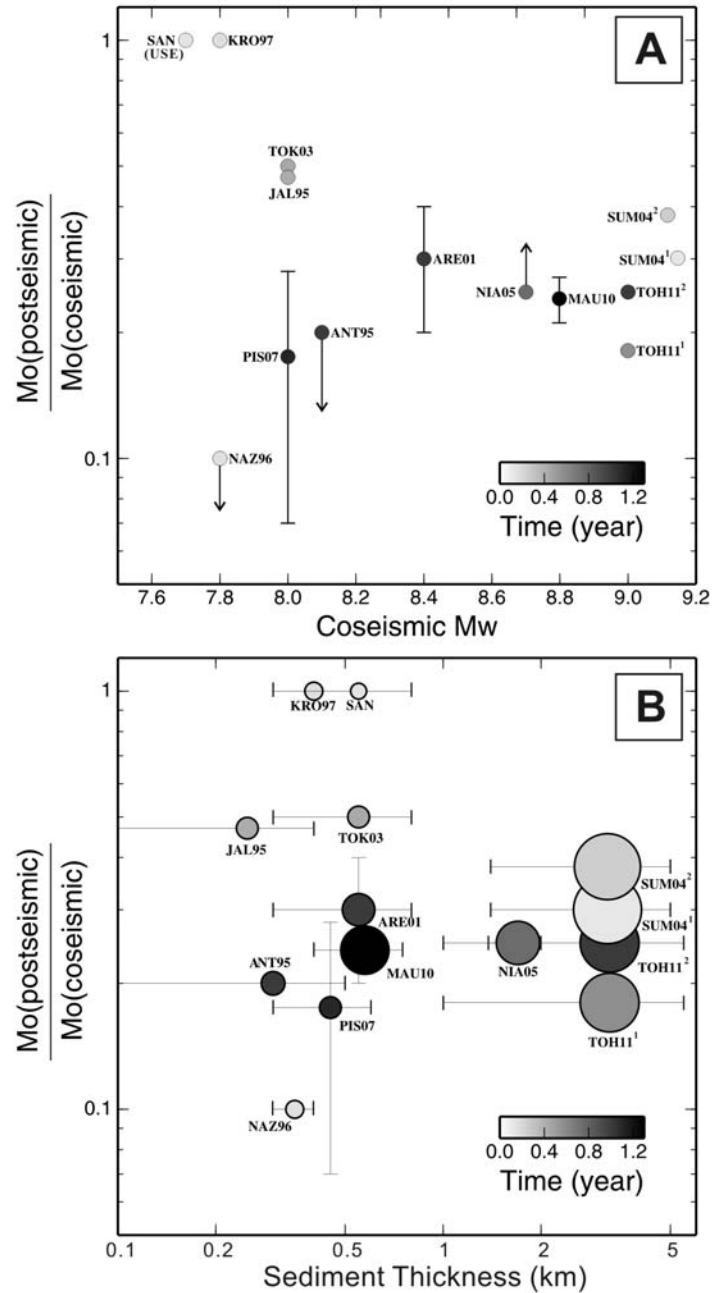 A
1
SAN
(USE)
KRO97
TOK03
JAL95
SUM04²
SUM04¹
ARE01
NIA05
MAU10
TOH11²
TOH11¹
ANT95
PIS07
NAZ96
0.1
Mo(postseismic)
Mo(coseismic)
0.0 0.4 0.8 1.2
Time (year)
7.6 7.8 8.0 8.2 8.4 8.6 8.8 9.0 9.2
Coseismic Mw
B
1
KRO97 SAN
JAL95
TOK03
SUM04²
ARE01
SUM04¹
ANT95
MAU10
NIA05
TOH11²
PIS07
TOH11¹
NAZ96
0.1
Mo(postseismic)
Mo(coseismic)
0.0 0.4 0.8 1.2
Time (year)
0.1 0.2 0.5 1 2 5
Sediment Thickness (km)